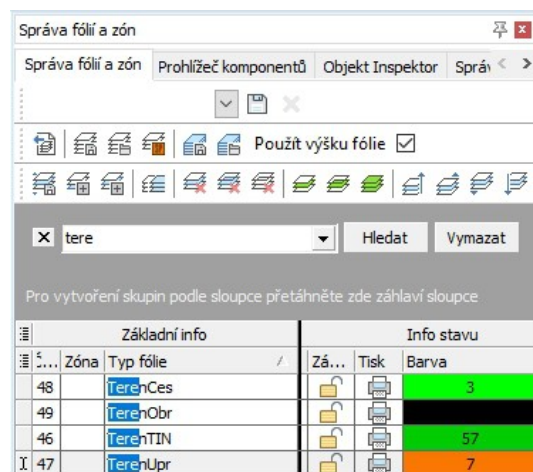 Správa fólií a zón
Správa fólií a zón Prohlížeč komponentů Objekt Inspektor Správ
Použít výšku fólie
tere Hledat Vymazat
Pro vytvoření skupin podle sloupce přetáhněte zde záhlaví sloupce
Základní info Info stavu
Zóna Typ fólie Zá... Tisk Barva
48 TerenCes 3
49 TerenObr
46 TerenTIN 57
47 TerenUpr 7